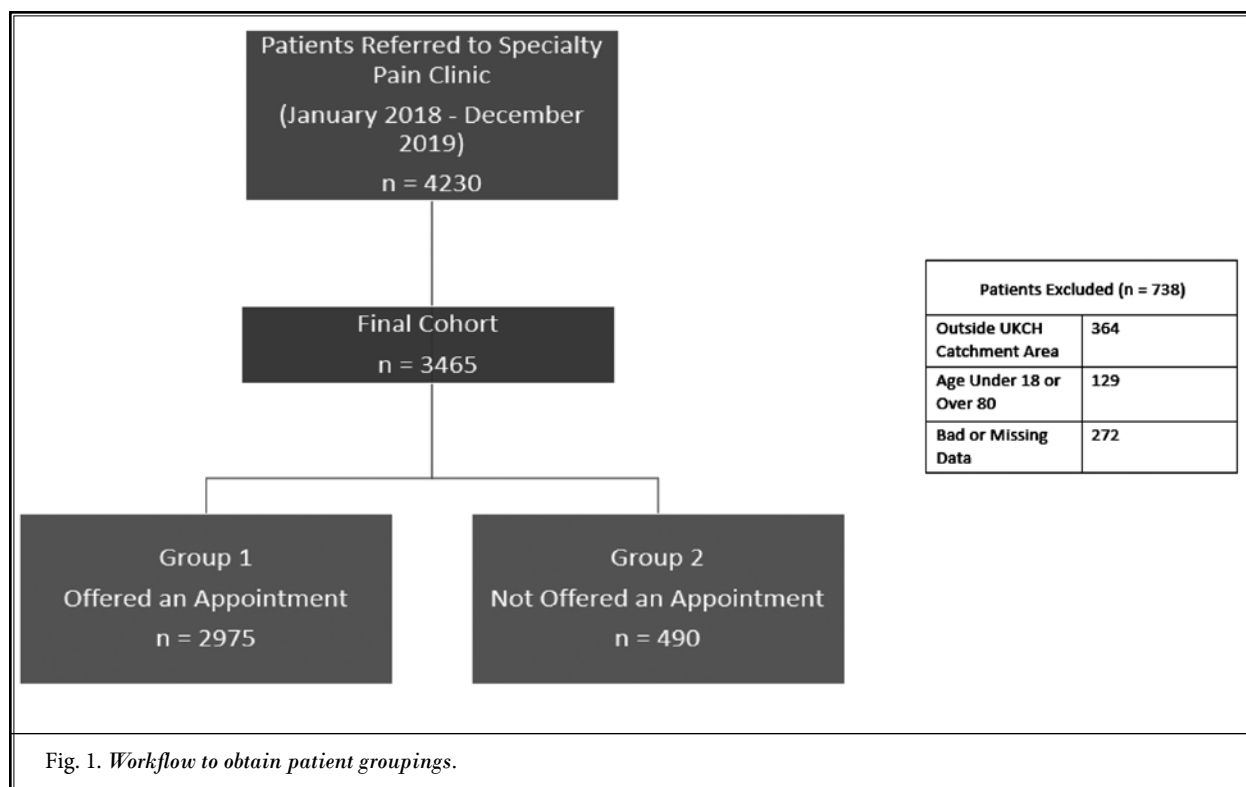 Patients Referred to Specialty
Pain Clinic
(January 2018 - December
2019)
n = 4230
Final Cohort
n = 3465
Patients Excluded (n = 738)
Outside UKCH
Catchment Area
364
Age Under 18 or
Over 80
129
Bad or Missing
Data
272
Group 1
Offered an Appointment
n = 2975
Group 2
Not Offered an Appointment
n = 490
Fig. 1. Workflow to obtain patient groupings.